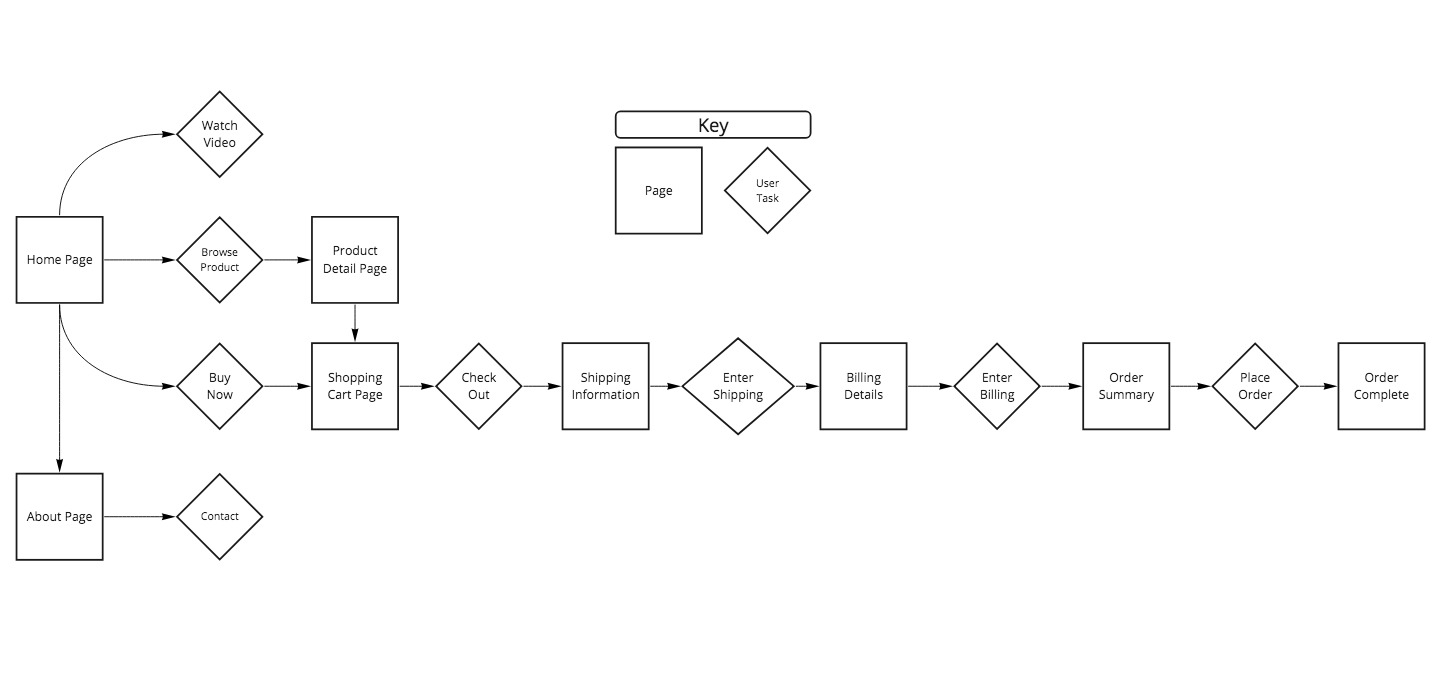 Key
Watch
Video
Page
User
Task
Home Page
Browse
Product
Product
Detail Page
Buy
Now
Shopping
Cart Page
Check
Out
Shipping
Information
Enter
Shipping
Billing
Details
Enter
Billing
Order
Summary
Place
Order
Order
Complete
About Page
Contact